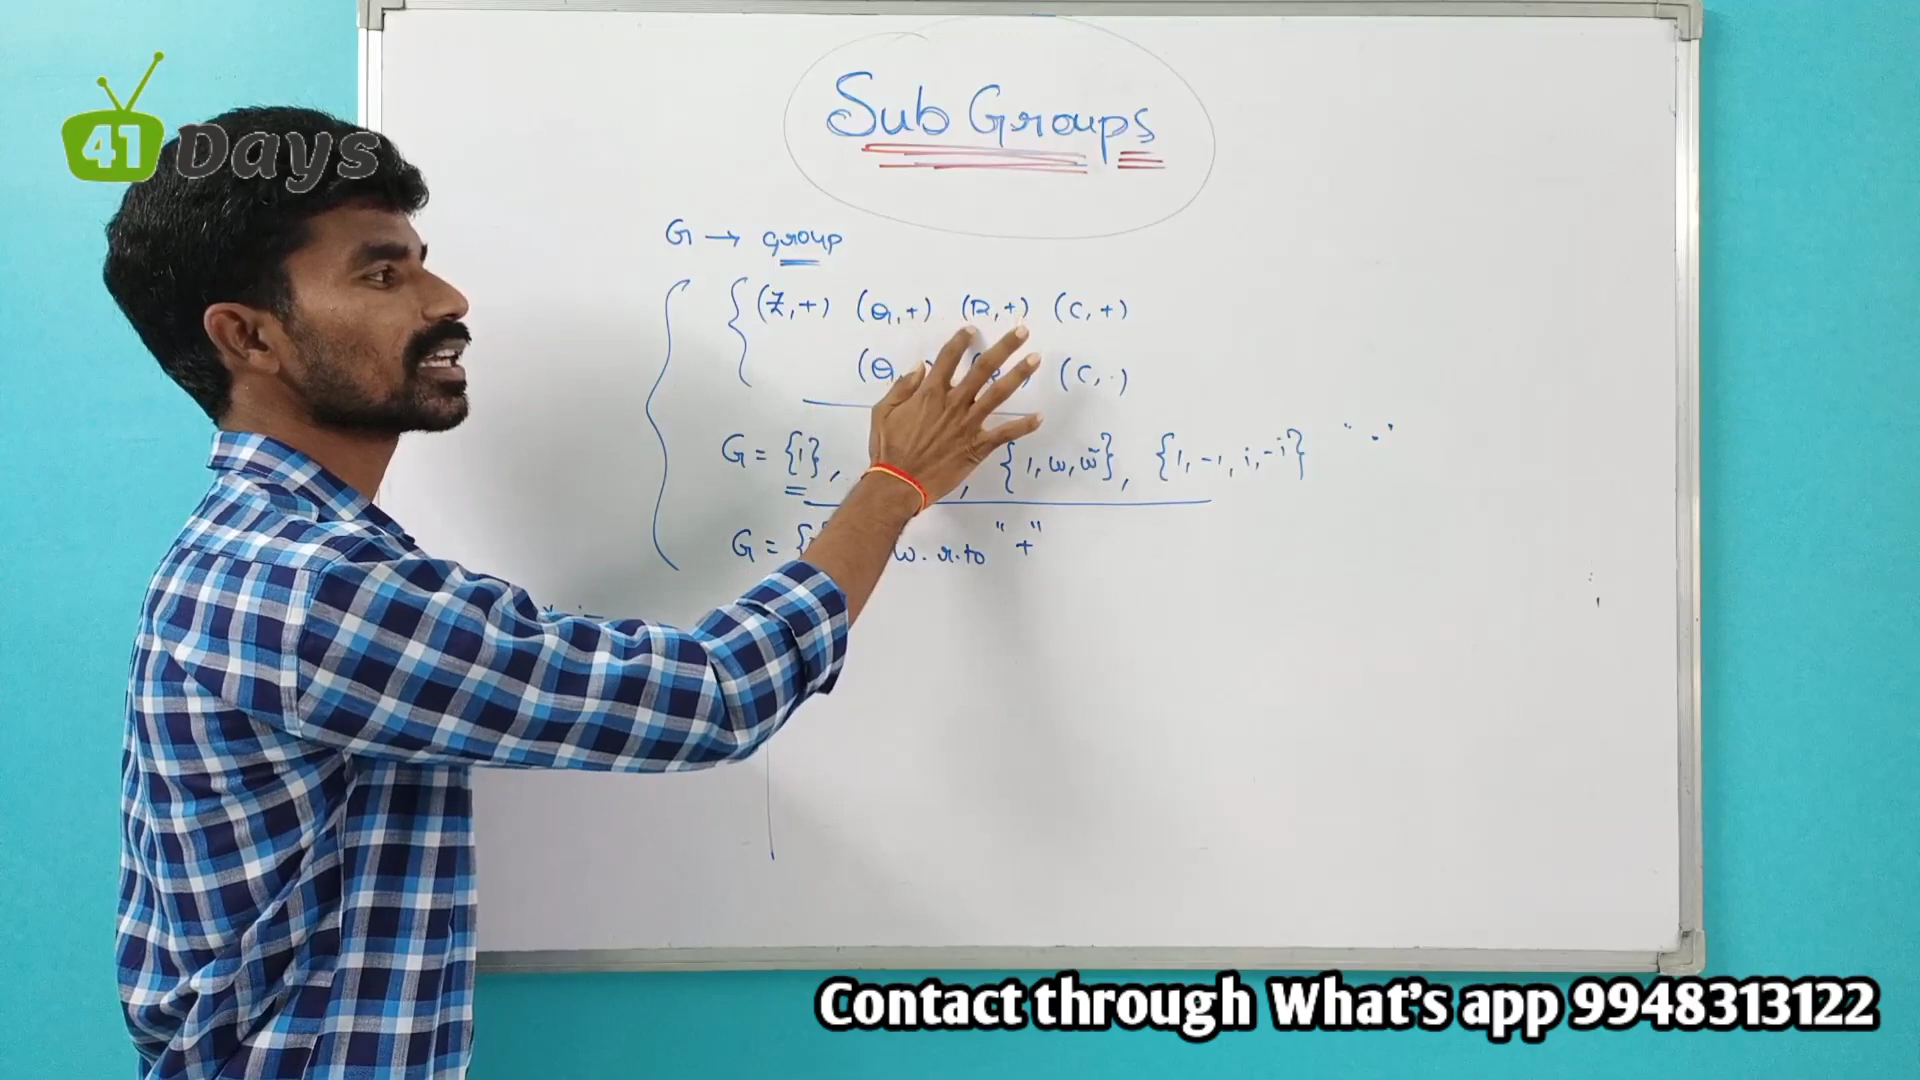 41 Days
Sub Groups
G → group
(Z,+) (Q,+) (R,+) (C,+)
(Q, (C, .)
G = {1}, , {1, ω, ω²}, {1, -1, i, -i} " . "
G = { w.r.to "+"
Contact through What's app 9948313122